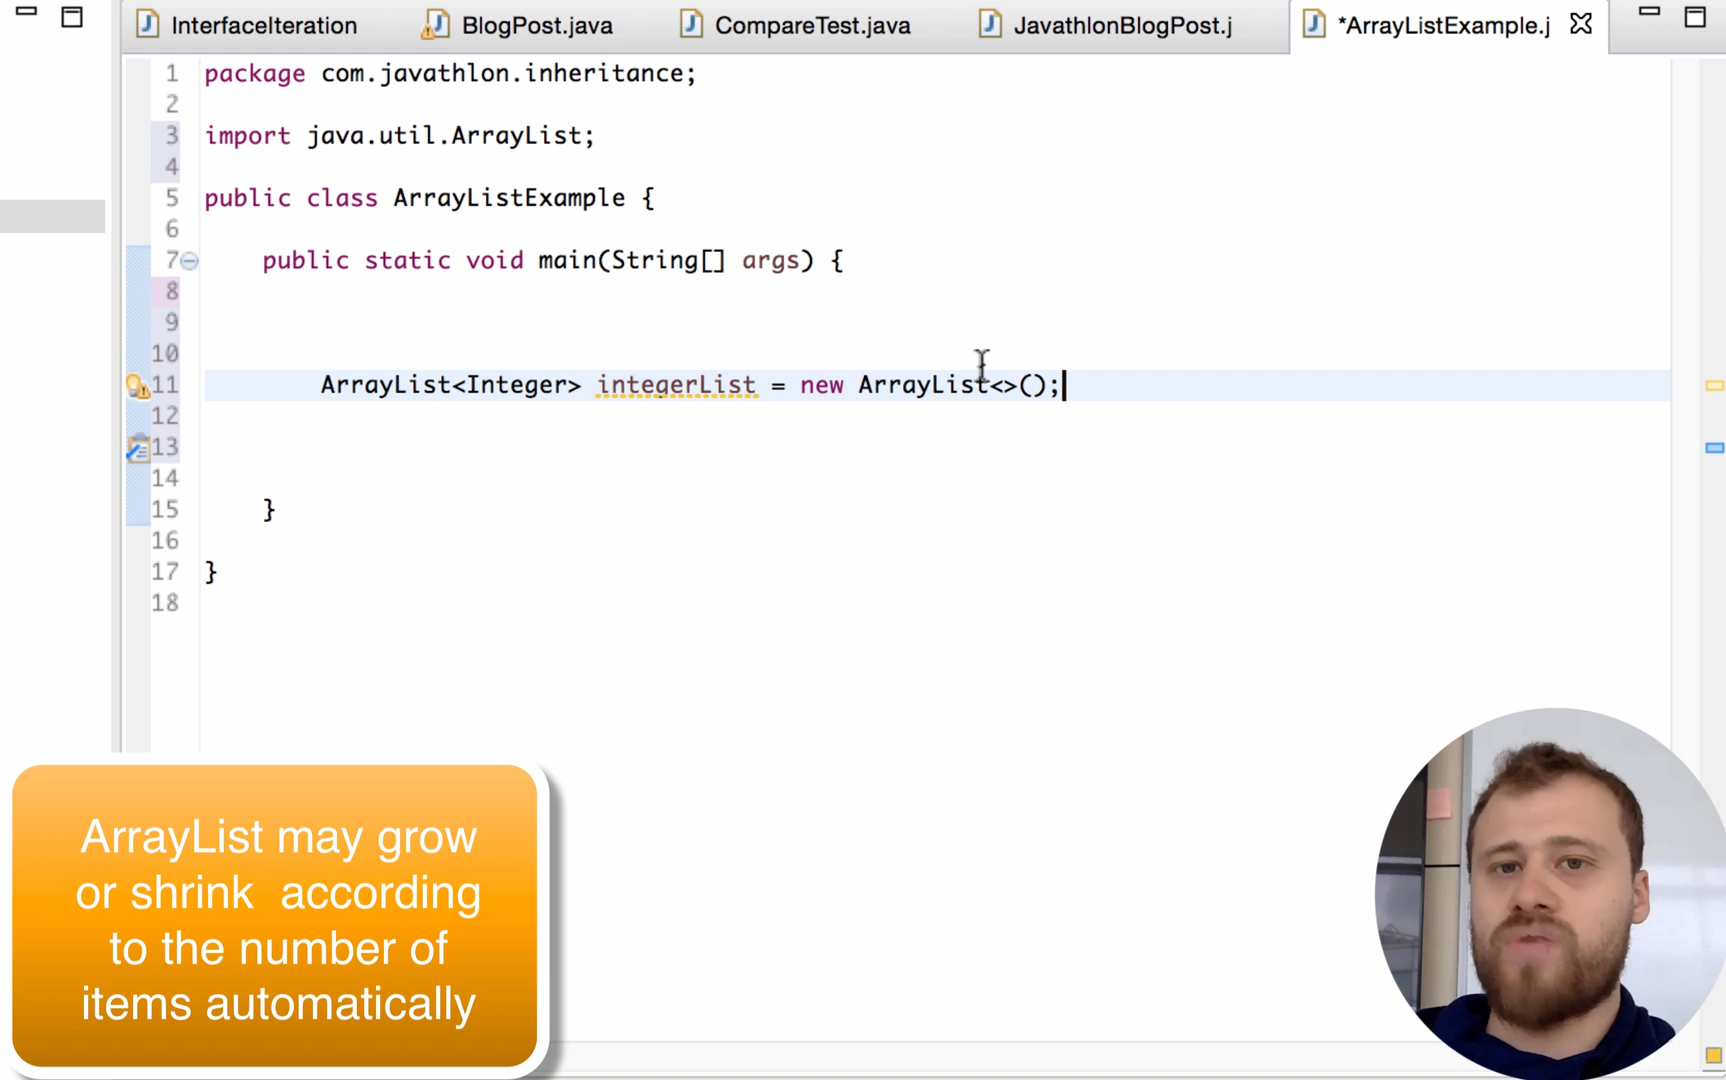 InterfaceIteration BlogPost.java CompareTest.java JavathlonBlogPost.j *ArrayListExample.j
1 package com.javathlon.inheritance;
2
3 import java.util.ArrayList;
4
5 public class ArrayListExample {
6
7 public static void main(String[] args) {
8
9
10
11 ArrayList<Integer> integerList = new ArrayList<>();
12
13
14
15 }
16
17 }
18
ArrayList may grow
or shrink according
to the number of
items automatically